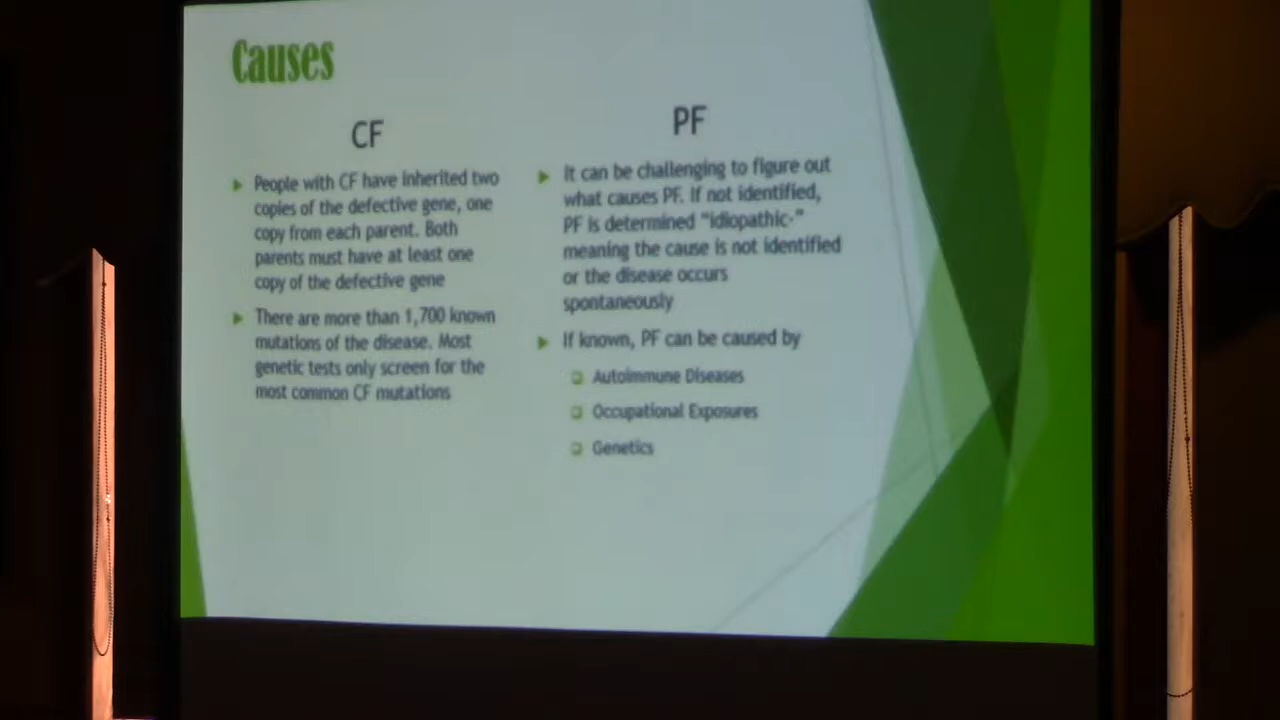 Causes
CF
People with CF have inherited two
copies of the defective gene, one
copy from each parent. Both
parents must have at least one
copy of the defective gene
There are more than 1,700 known
mutations of the disease. Most
genetic tests only screen for the
most common CF mutations
PF
It can be challenging to figure out
what causes PF. If not identified,
PF is determined “idiopathic-”
meaning the cause is not identified
or the disease occurs
spontaneously
If known, PF can be caused by
Autoimmune Diseases
Occupational Exposures
Genetics